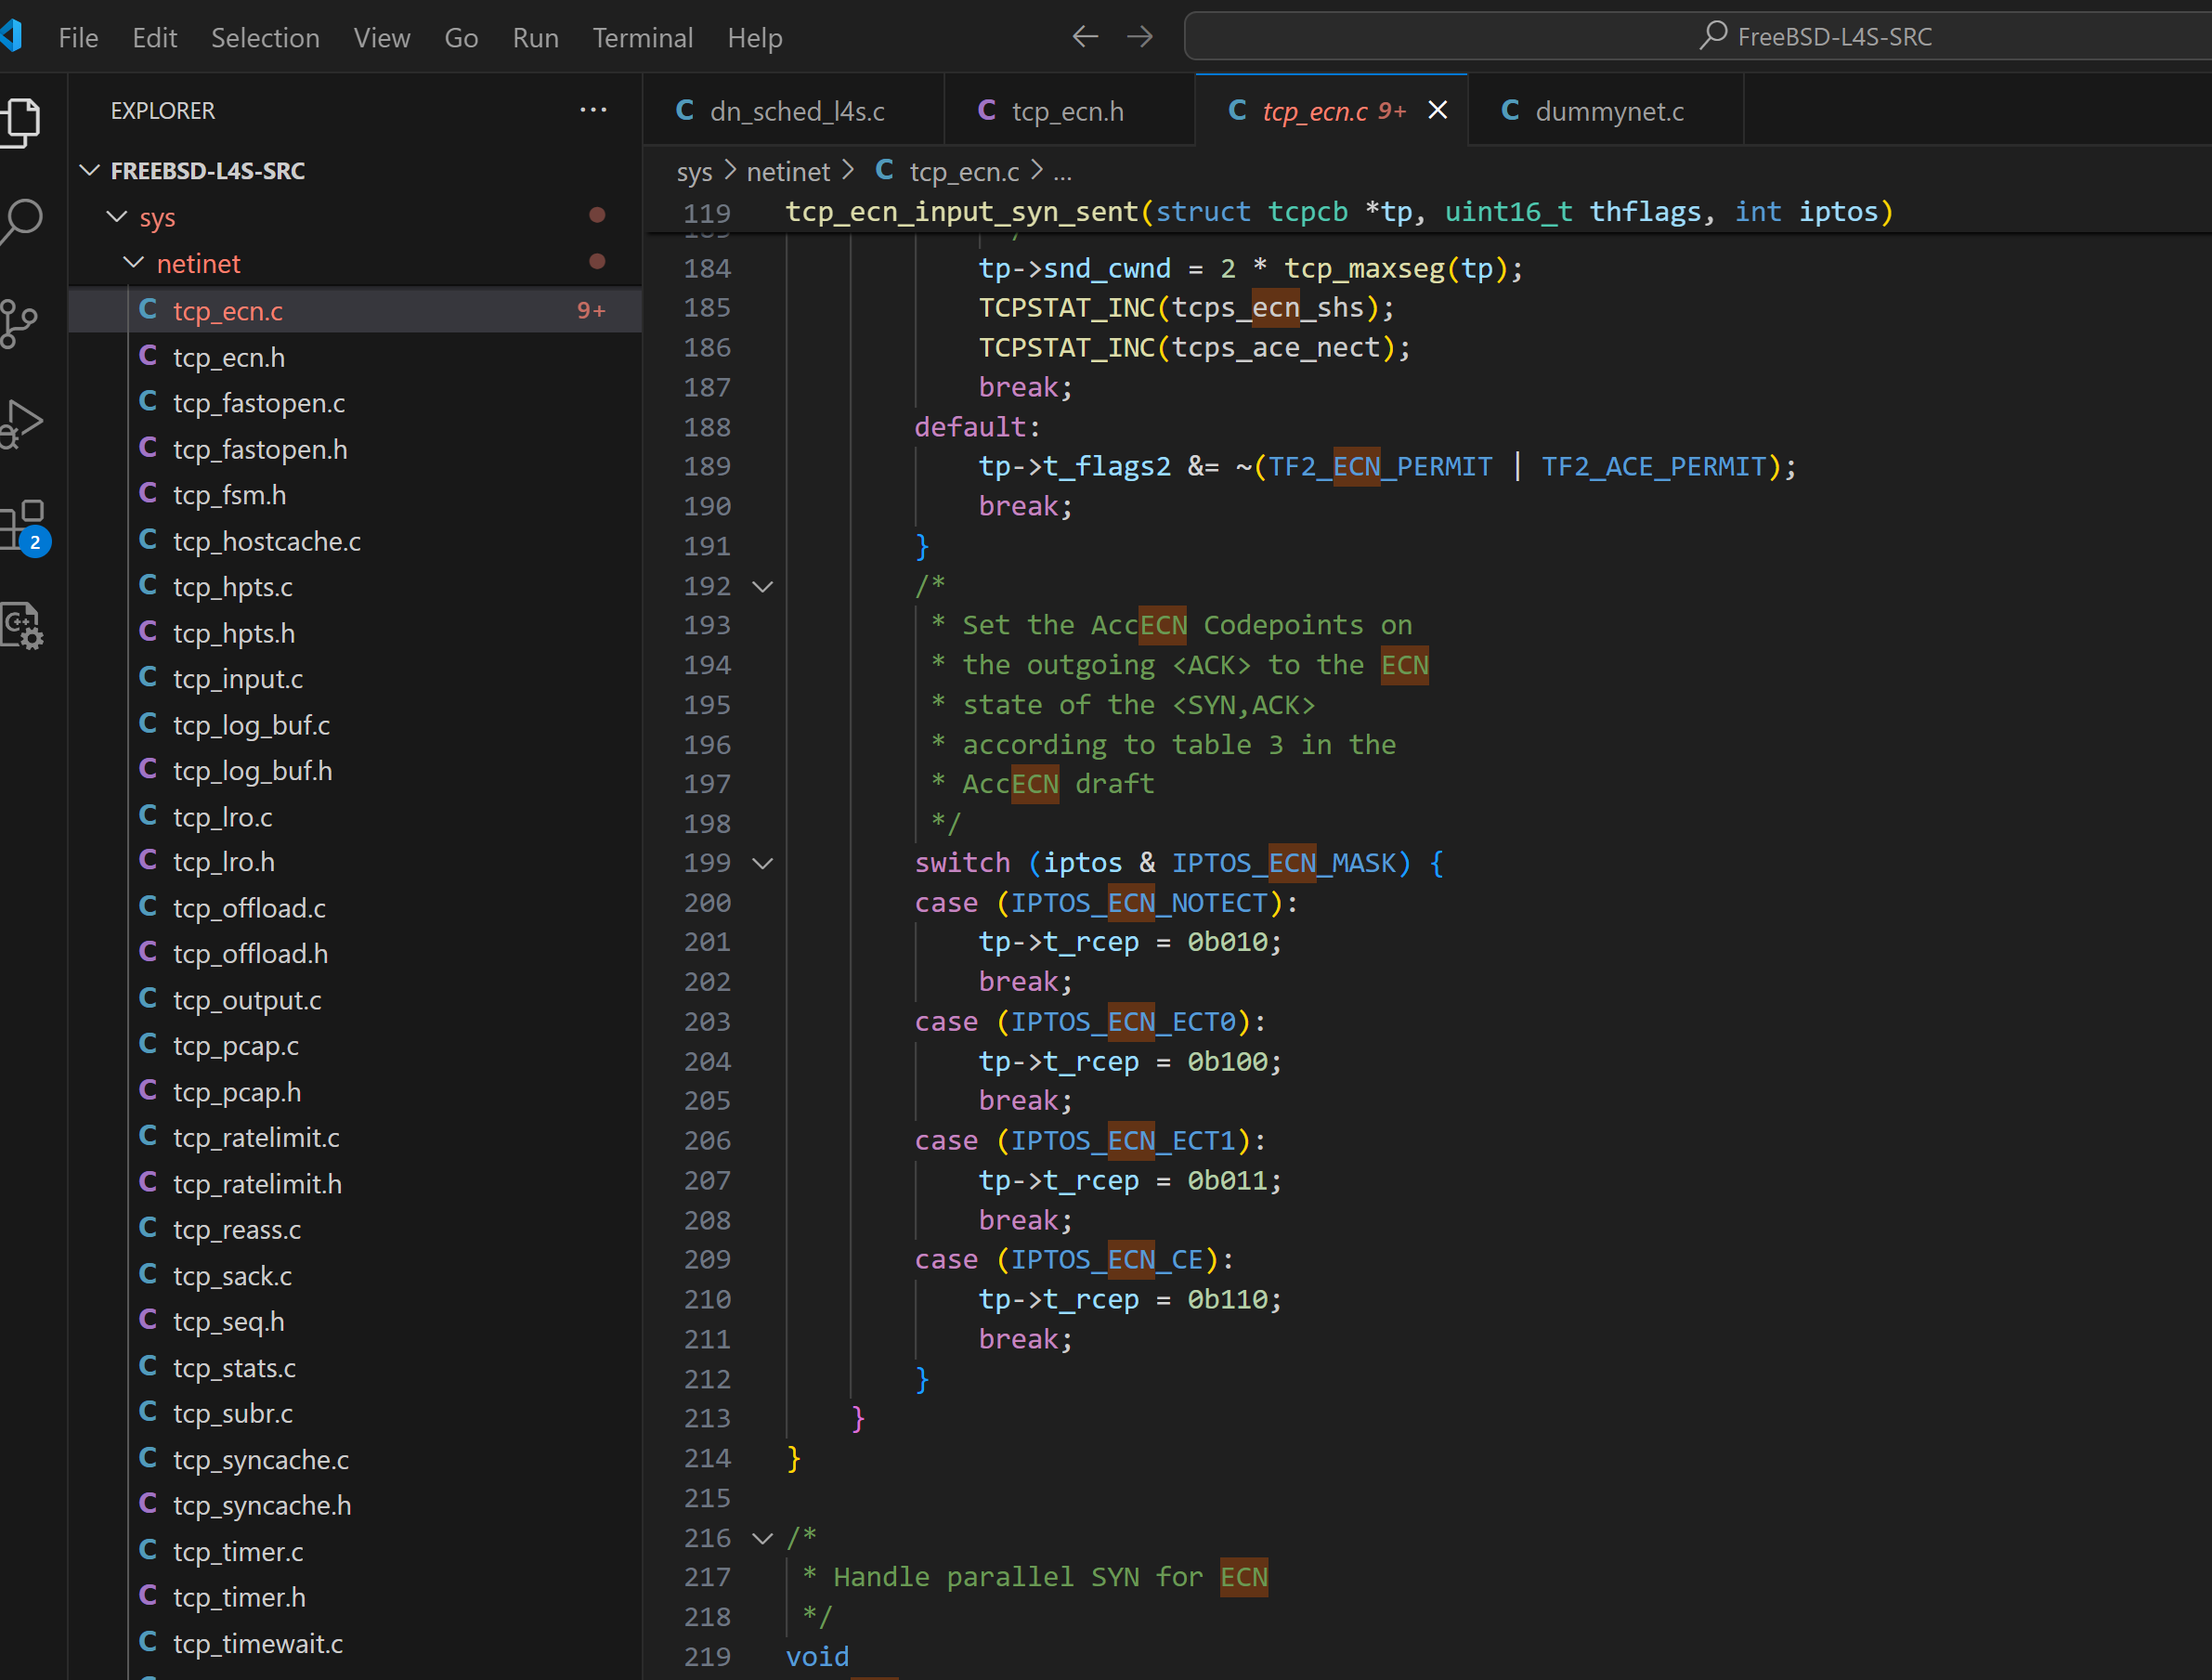 File Edit Selection View Go Run Terminal Help
FreeBSD-L4S-SRC
EXPLORER
FREEBSD-L4S-SRC
sys
netinet
tcp_ecn.c 9+
tcp_ecn.h
tcp_fastopen.c
tcp_fastopen.h
tcp_fsm.h
tcp_hostcache.c
tcp_hpts.c
tcp_hpts.h
tcp_input.c
tcp_log_buf.c
tcp_log_buf.h
tcp_lro.c
tcp_lro.h
tcp_offload.c
tcp_offload.h
tcp_output.c
tcp_pcap.c
tcp_pcap.h
tcp_ratelimit.c
tcp_ratelimit.h
tcp_reass.c
tcp_sack.c
tcp_seq.h
tcp_stats.c
tcp_subr.c
tcp_syncache.c
tcp_syncache.h
tcp_timer.c
tcp_timer.h
tcp_timewait.c
2
dn_sched_l4s.c tcp_ecn.h tcp_ecn.c 9+ dummynet.c
sys > netinet > C tcp_ecn.c > ...
119 tcp_ecn_input_syn_sent(struct tcpcb *tp, uint16_t thflags, int iptos)
184 tp->snd_cwnd = 2 * tcp_maxseg(tp);
185 TCPSTAT_INC(tcps_ecn_shs);
186 TCPSTAT_INC(tcps_ace_nect);
187 break;
188 default:
189 tp->t_flags2 &= ~(TF2_ECN_PERMIT | TF2_ACE_PERMIT);
190 break;
191 }
192 /*
193 * Set the AccECN Codepoints on
194 * the outgoing <ACK> to the ECN
195 * state of the <SYN,ACK>
196 * according to table 3 in the
197 * AccECN draft
198 */
199 switch (iptos & IPTOS_ECN_MASK) {
200 case (IPTOS_ECN_NOTECT):
201 tp->t_rcep = 0b010;
202 break;
203 case (IPTOS_ECN_ECT0):
204 tp->t_rcep = 0b100;
205 break;
206 case (IPTOS_ECN_ECT1):
207 tp->t_rcep = 0b011;
208 break;
209 case (IPTOS_ECN_CE):
210 tp->t_rcep = 0b110;
211 break;
212 }
213 }
214 }
215
216 /*
217 * Handle parallel SYN for ECN
218 */
219 void